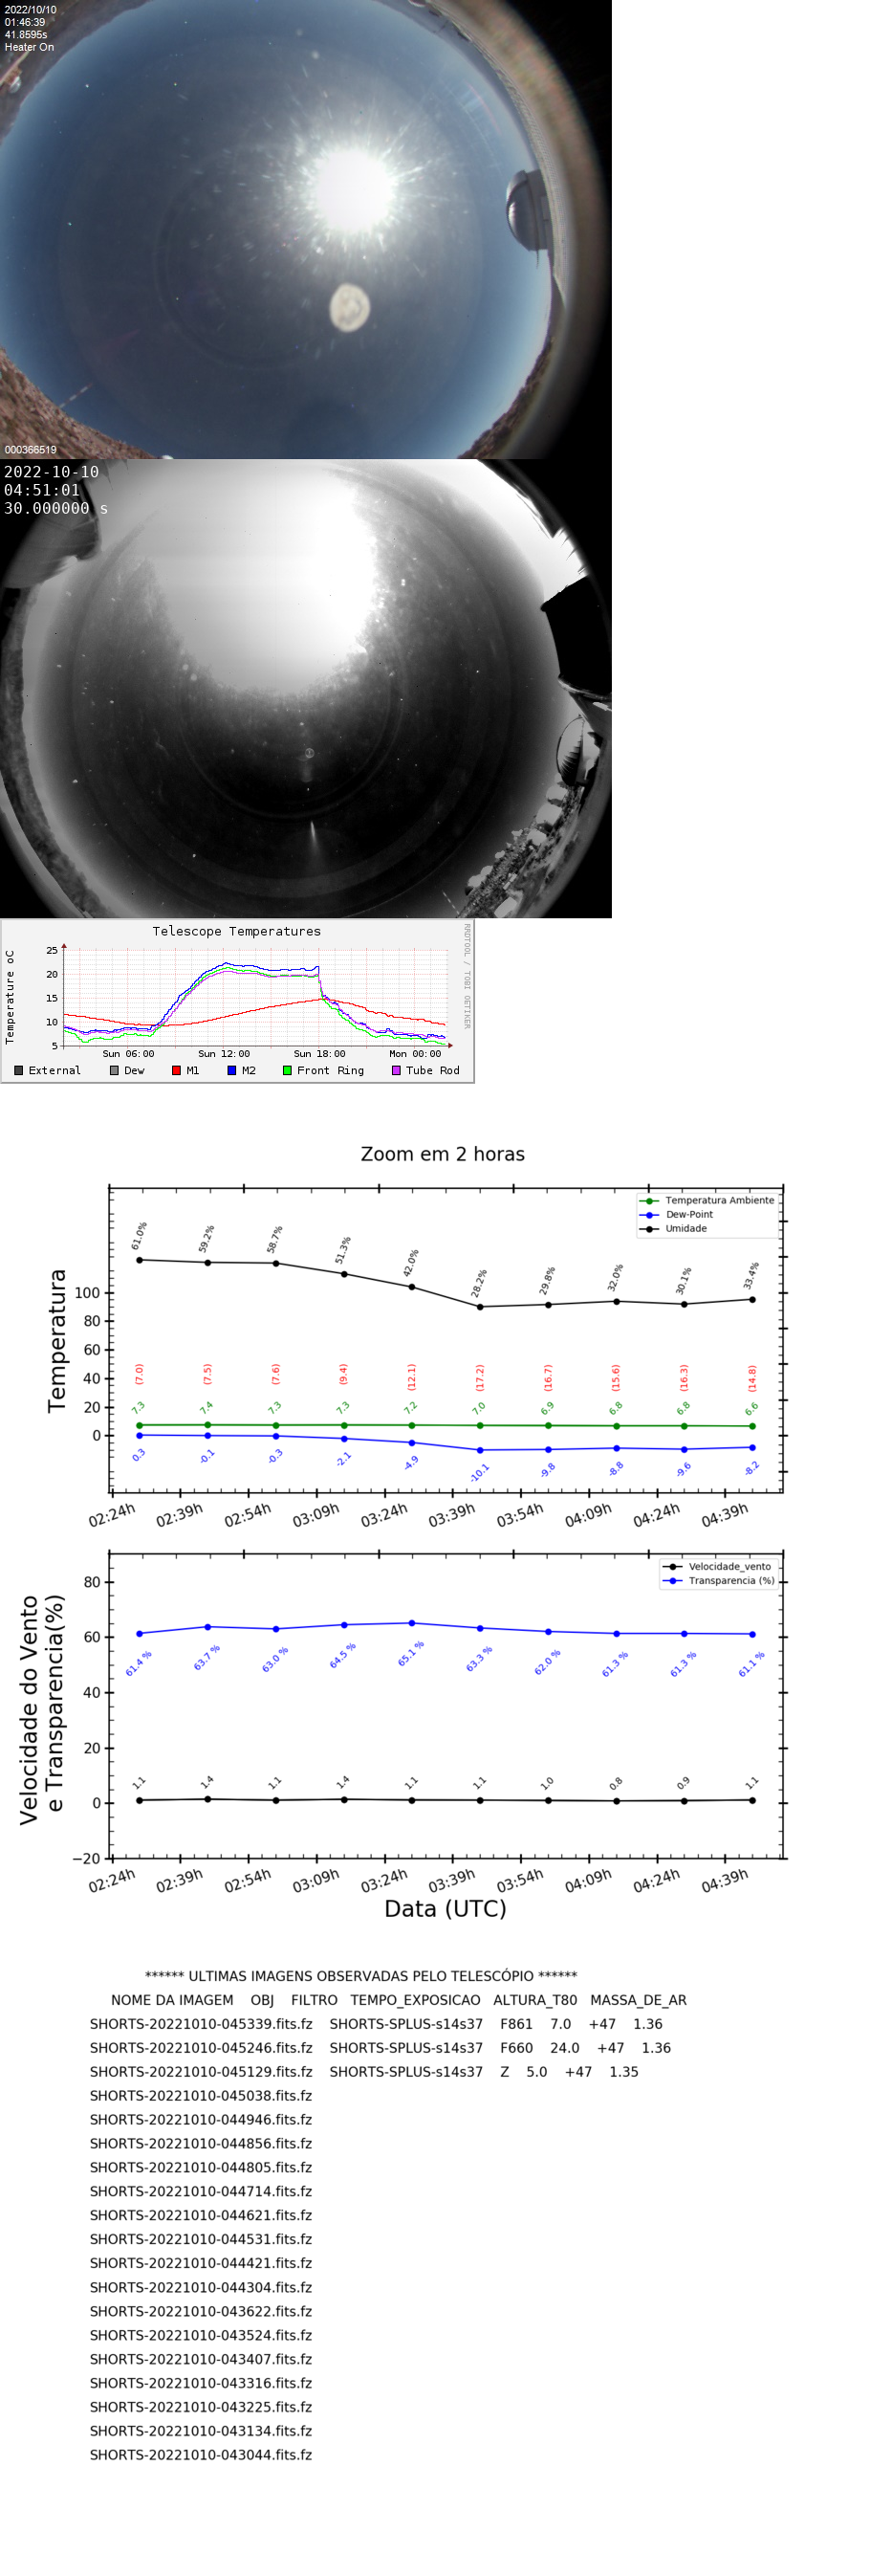 2022/10/10
01:46:39
41.8595s
Heater On
000366519
2022-10-10
04:51:01
30.000000 s
Telescope Temperatures
RRDTOOL / TOBI OETIKER
Temperature oC
25
20
15
10
5
Sun 06:00 Sun 12:00 Sun 18:00 Mon 00:00
External Dew M1 M2 Front Ring Tube Rod
Zoom em 2 horas
Temperatura Ambiente
Dew-Point
Umidade
Temperatura
61.0% 59.2% 58.7% 51.3% 42.0% 28.2% 29.8% 32.0% 30.1% 33.4%
100
80
60
40
20
0
(7.0) (7.5) (7.6) (9.4) (12.1) (17.2) (16.7) (15.6) (16.3) (14.8)
7.3 7.4 7.3 7.3 7.2 7.0 6.9 6.8 6.8 6.6
0.3 -0.1 -0.3 -2.1 -4.9 -10.1 -9.8 -8.8 -9.6 -8.2
02:24h 02:39h 02:54h 03:09h 03:24h 03:39h 03:54h 04:09h 04:24h 04:39h
Velocidade_vento
Transparencia (%)
Velocidade do Vento
e Transparencia(%)
80
60
40
20
0
−20
61.4 % 63.7 % 63.0 % 64.5 % 65.1 % 63.3 % 62.0 % 61.3 % 61.3 % 61.1 %
1.1 1.4 1.1 1.4 1.1 1.1 1.0 0.8 0.9 1.1
02:24h 02:39h 02:54h 03:09h 03:24h 03:39h 03:54h 04:09h 04:24h 04:39h
Data (UTC)
****** ULTIMAS IMAGENS OBSERVADAS PELO TELESCÓPIO ******
NOME DA IMAGEM OBJ FILTRO TEMPO_EXPOSICAO ALTURA_T80 MASSA_DE_AR
SHORTS-20221010-045339.fits.fz SHORTS-SPLUS-s14s37 F861 7.0 +47 1.36
SHORTS-20221010-045246.fits.fz SHORTS-SPLUS-s14s37 F660 24.0 +47 1.36
SHORTS-20221010-045129.fits.fz SHORTS-SPLUS-s14s37 Z 5.0 +47 1.35
SHORTS-20221010-045038.fits.fz
SHORTS-20221010-044946.fits.fz
SHORTS-20221010-044856.fits.fz
SHORTS-20221010-044805.fits.fz
SHORTS-20221010-044714.fits.fz
SHORTS-20221010-044621.fits.fz
SHORTS-20221010-044531.fits.fz
SHORTS-20221010-044421.fits.fz
SHORTS-20221010-044304.fits.fz
SHORTS-20221010-043622.fits.fz
SHORTS-20221010-043524.fits.fz
SHORTS-20221010-043407.fits.fz
SHORTS-20221010-043316.fits.fz
SHORTS-20221010-043225.fits.fz
SHORTS-20221010-043134.fits.fz
SHORTS-20221010-043044.fits.fz